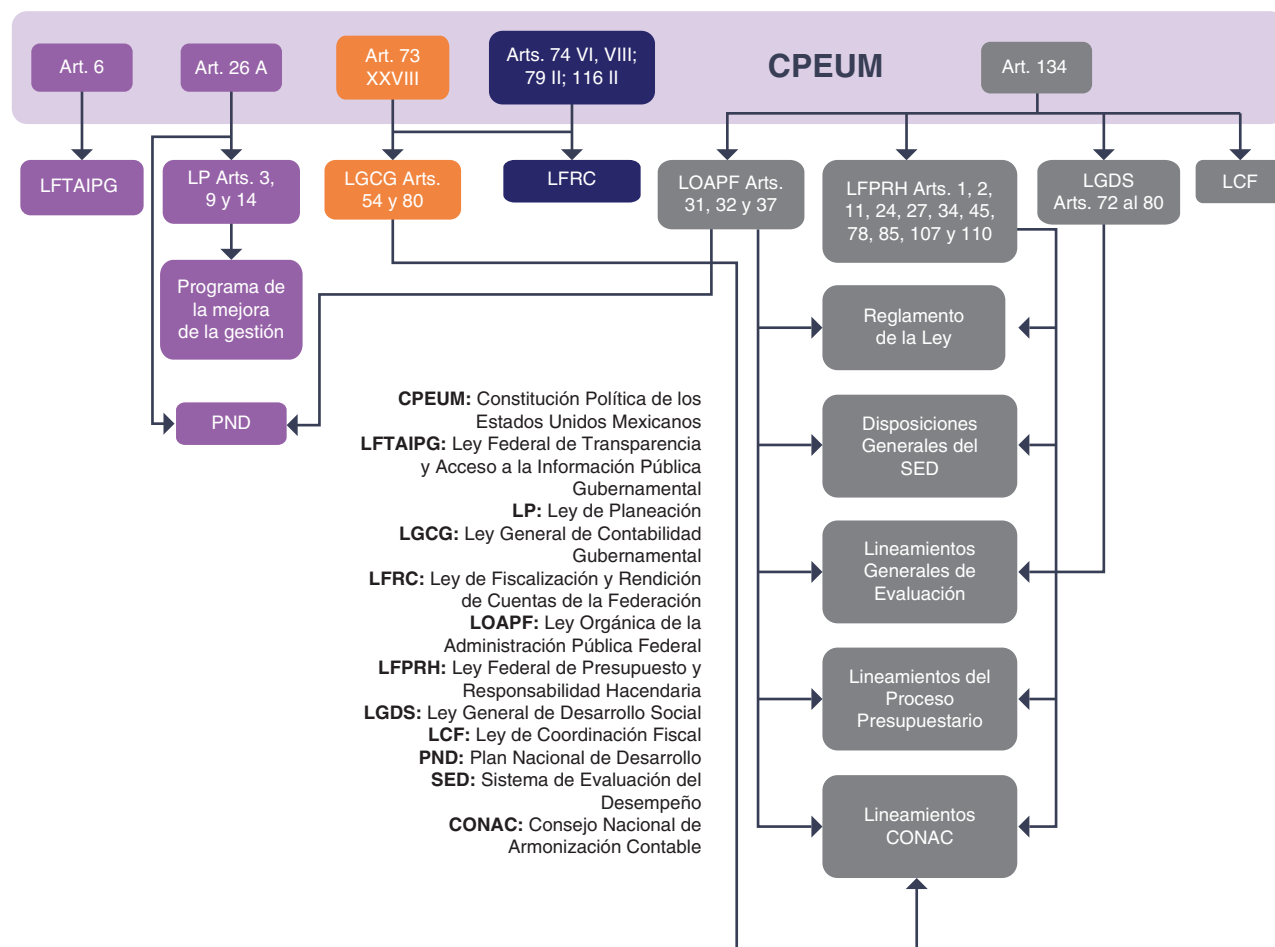 CPEUM
Art. 6
Art. 26 A
Art. 73
XXVIII
Arts. 74 VI, VIII;
79 II; 116 II
Art. 134
LFTAIPG
LP Arts. 3,
9 y 14
LGCG Arts.
54 y 80
LFRC
LOAPF Arts.
31, 32 y 37
LFPRH Arts. 1, 2,
11, 24, 27, 34, 45,
78, 85, 107 y 110
LGDS
Arts. 72 al 80
LCF
Programa de
la mejora
de la gestión
PND
Reglamento
de la Ley
Disposiciones
Generales del
SED
Lineamientos
Generales de
Evaluación
Lineamientos del
Proceso
Presupuestario
Lineamientos
CONAC
CPEUM: Constitución Política de los
Estados Unidos Mexicanos
LFTAIPG: Ley Federal de Transparencia
y Acceso a la Información Pública
Gubernamental
LP: Ley de Planeación
LGCG: Ley General de Contabilidad
Gubernamental
LFRC: Ley de Fiscalización y Rendición
de Cuentas de la Federación
LOAPF: Ley Orgánica de la
Administración Pública Federal
LFPRH: Ley Federal de Presupuesto y
Responsabilidad Hacendaria
LGDS: Ley General de Desarrollo Social
LCF: Ley de Coordinación Fiscal
PND: Plan Nacional de Desarrollo
SED: Sistema de Evaluación del
Desempeño
CONAC: Consejo Nacional de
Armonización Contable